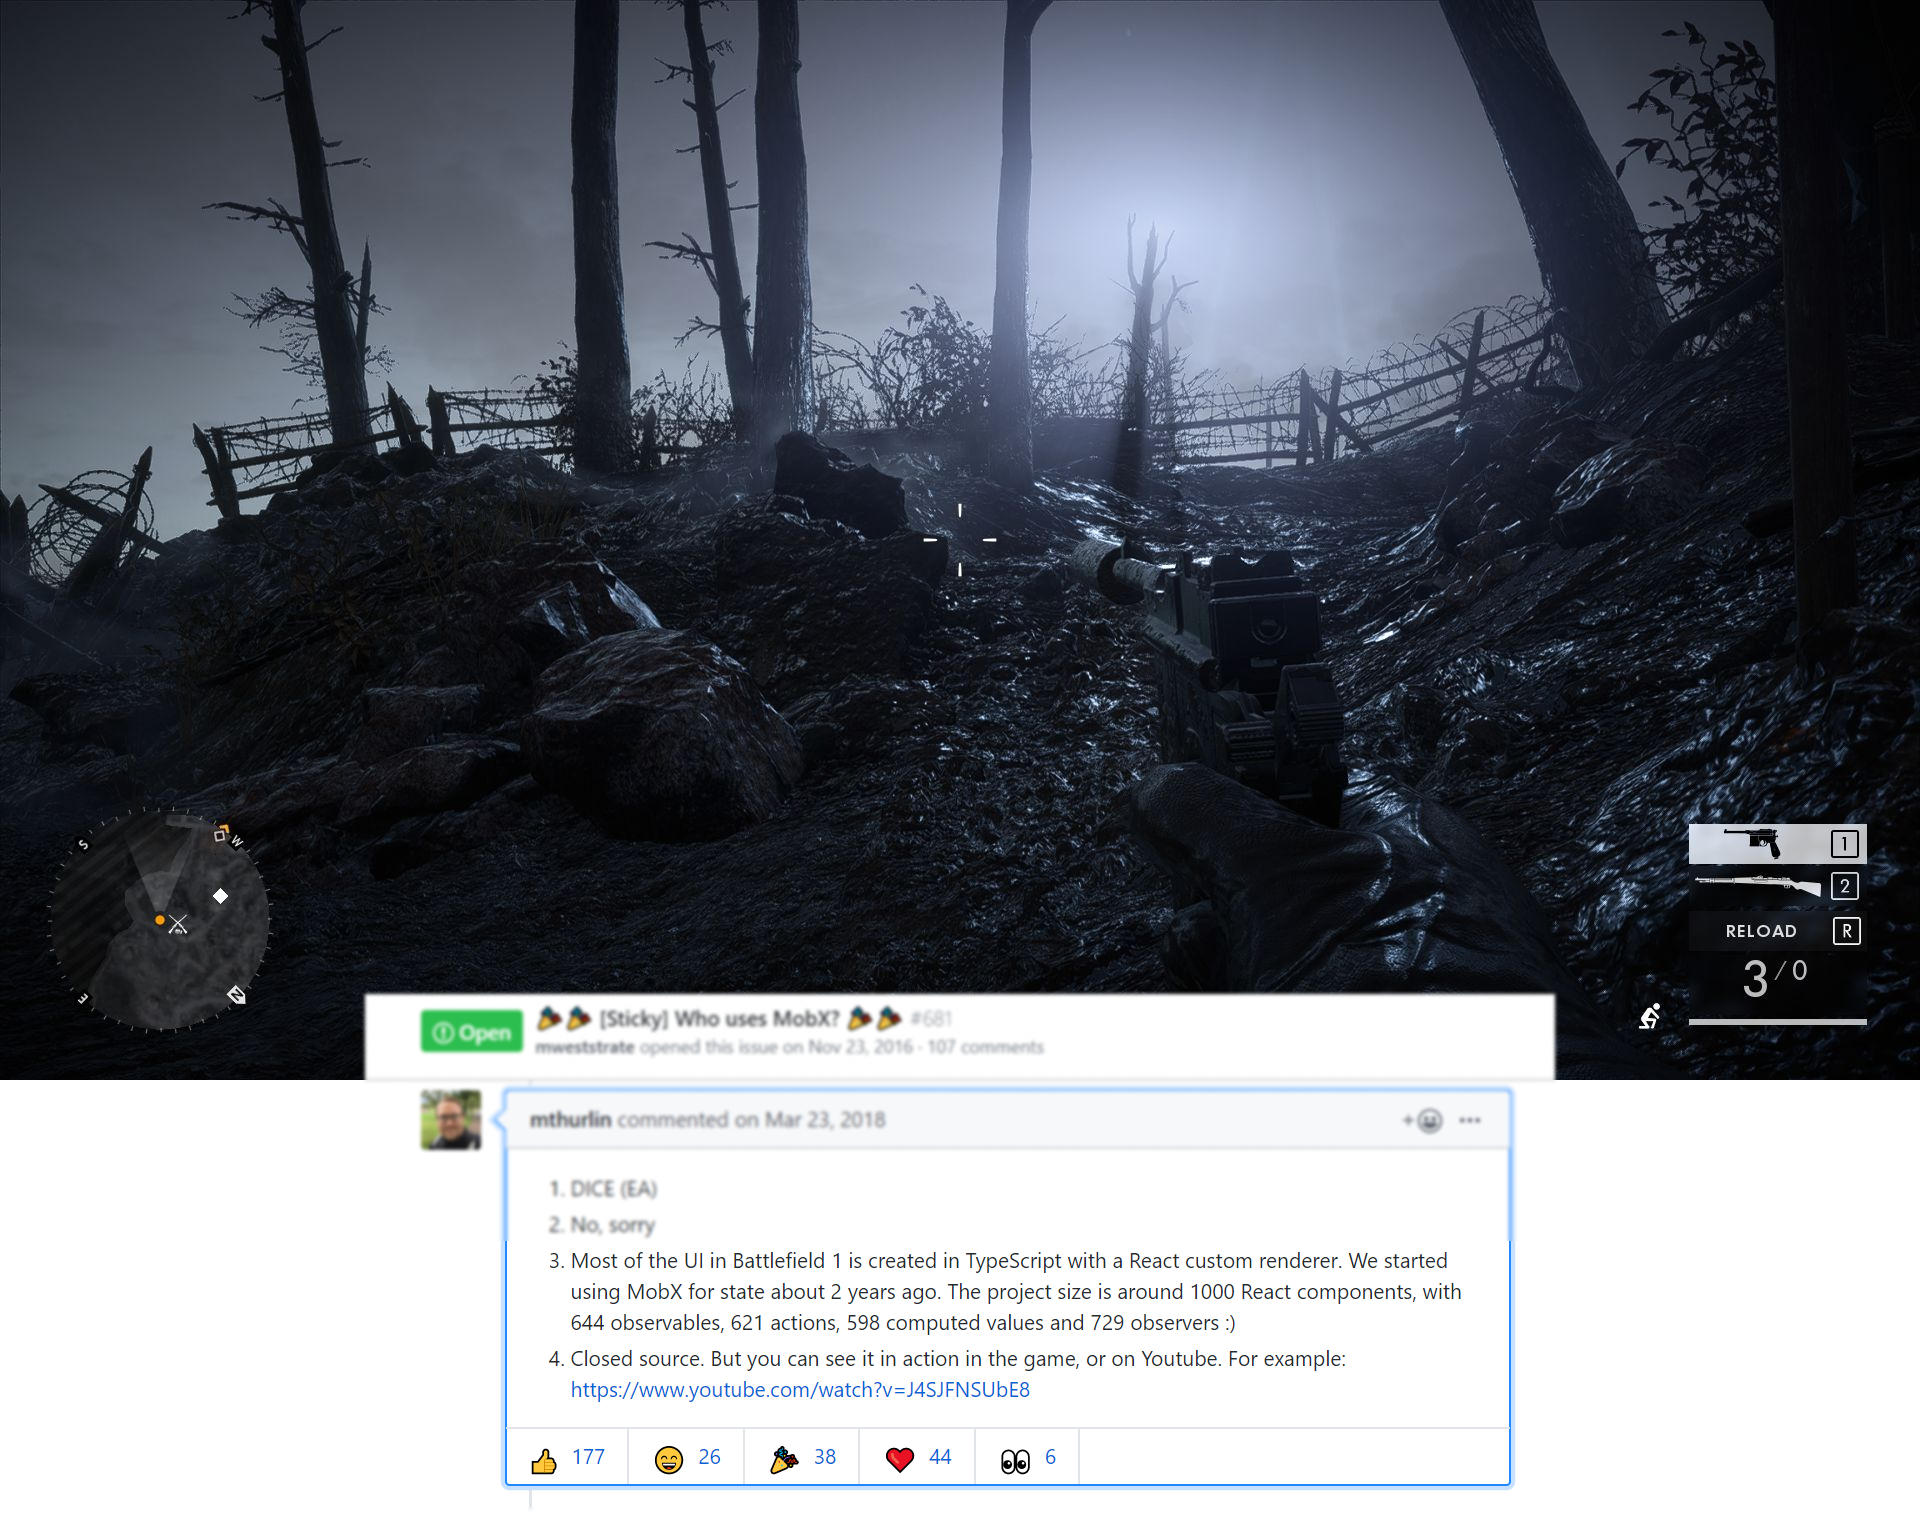 S
W
E
N
1
2
RELOAD R
3/0
Open
[Sticky] Who uses MobX? #681
mweststrate opened this issue on Nov 23, 2016 · 107 comments
mthurlin commented on Mar 23, 2018
1. DICE (EA)
2. No, sorry
3. Most of the UI in Battlefield 1 is created in TypeScript with a React custom renderer. We started
using MobX for state about 2 years ago. The project size is around 1000 React components, with
644 observables, 621 actions, 598 computed values and 729 observers :)
4. Closed source. But you can see it in action in the game, or on Youtube. For example:
https://www.youtube.com/watch?v=J4SJFNSUbE8
177 26 38 44 6